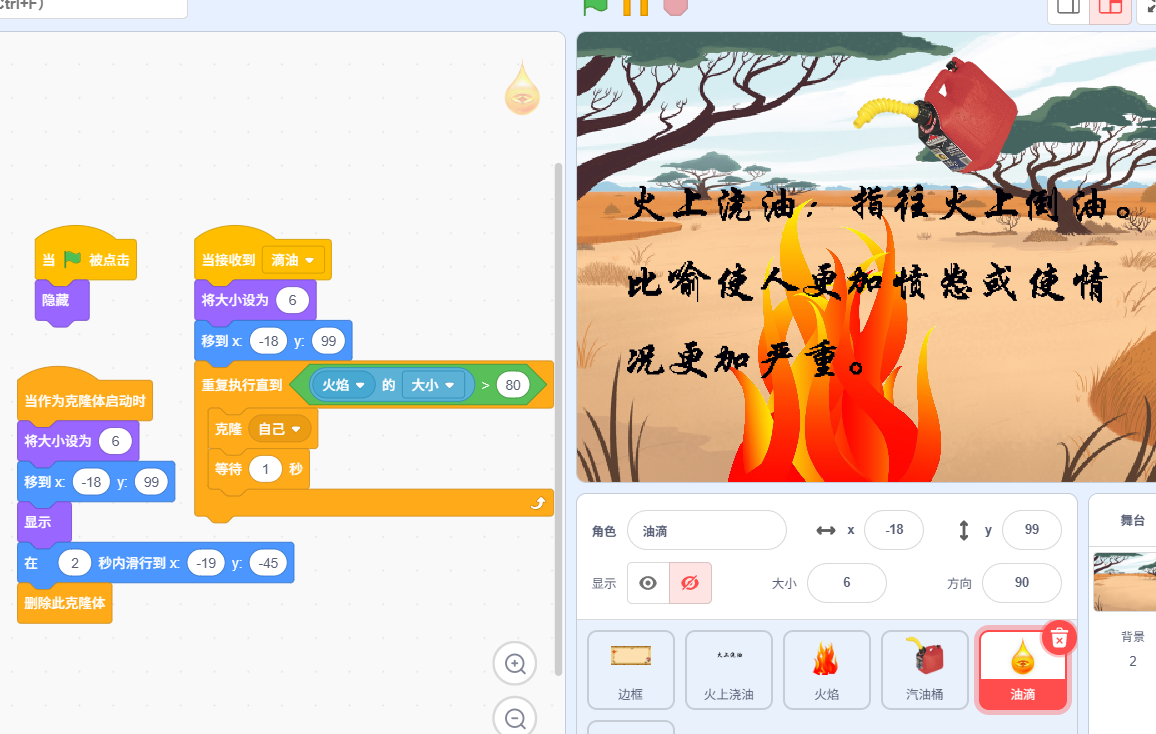 Ctrl+F)
当 被点击
隐藏
当作为克隆体启动时
将大小设为 6
移到 x: -18 y: 99
显示
在 2 秒内滑行到 x: -19 y: -45
删除此克隆体
当接收到 滴油
将大小设为 6
移到 x: -18 y: 99
重复执行直到 火焰 的 大小 > 80
克隆 自己
等待 1 秒
火上浇油：指往火上倒油。
比喻使人更加愤怒或使情
况更加严重。
角色 油滴 x -18 y 99
显示 大小 6 方向 90
边框 火上浇油 火焰 汽油桶 油滴
火上浇油
舞台
背景
2